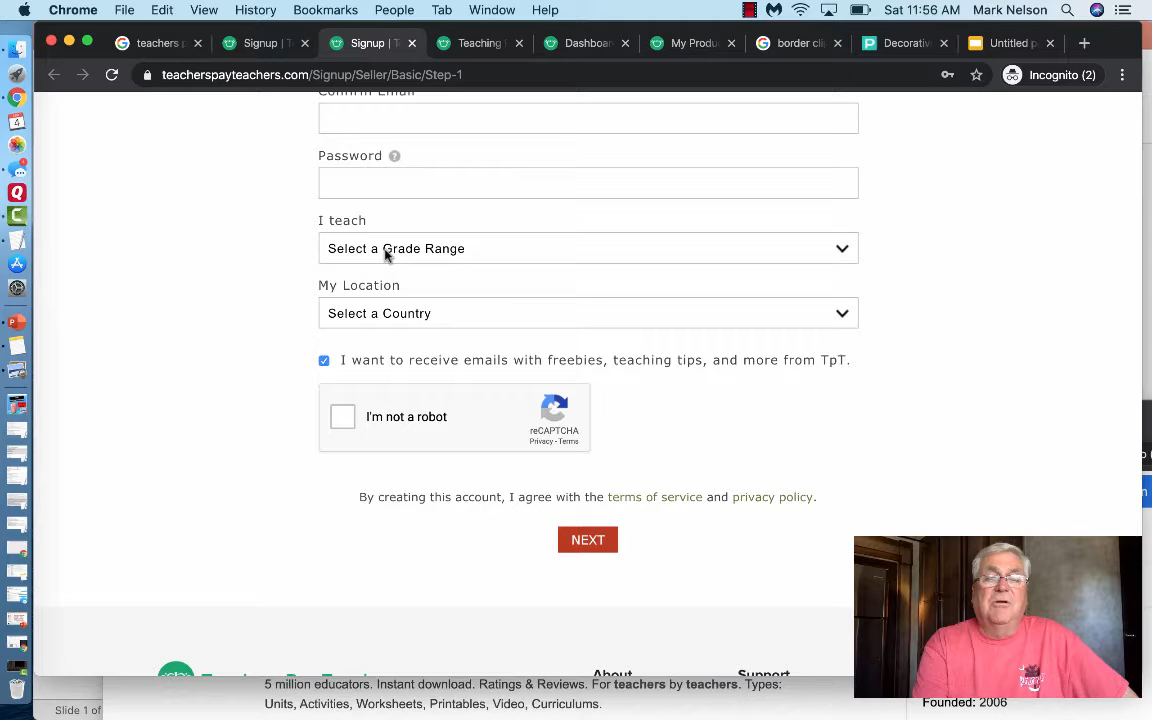 Chrome File Edit View History Bookmarks People Tab Window Help Sat 11:56 AM Mark Nelson
teachers p Signup | T Signup | T Teaching Dashboar My Produ border cli Decorativ Untitled p
teacherspayteachers.com/Signup/Seller/Basic/Step-1 Incognito (2)
Confirm Email
Password ?
I teach
Select a Grade Range
My Location
Select a Country
I want to receive emails with freebies, teaching tips, and more from TpT.
I'm not a robot
reCAPTCHA
Privacy - Terms
By creating this account, I agree with the terms of service and privacy policy.
NEXT
About Support
5 million educators. Instant download. Ratings & Reviews. For teachers by teachers. Types:
Units, Activities, Worksheets, Printables, Video, Curriculums.
Founded: 2006
Slide 1 of